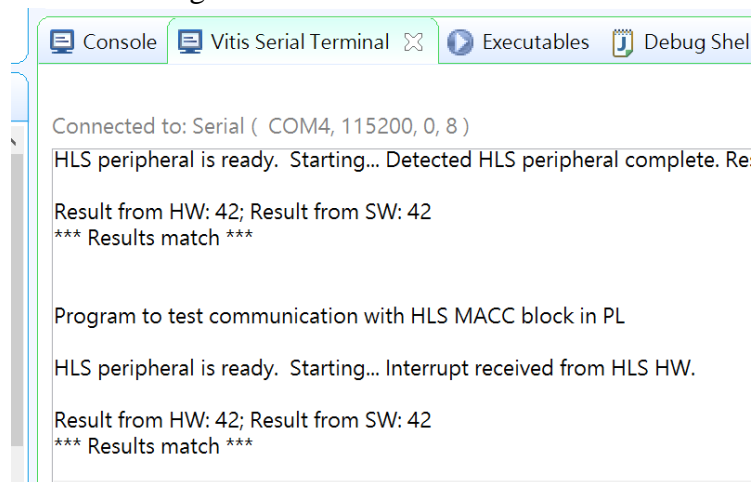 Console Vitis Serial Terminal Executables Debug Shel
Connected to: Serial ( COM4, 115200, 0, 8 )
HLS peripheral is ready.  Starting... Detected HLS peripheral complete. Res
Result from HW: 42; Result from SW: 42
*** Results match ***
Program to test communication with HLS MACC block in PL
HLS peripheral is ready.  Starting... Interrupt received from HLS HW.
Result from HW: 42; Result from SW: 42
*** Results match ***